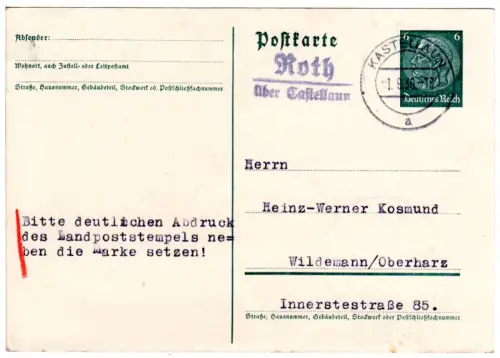 Absender:
Wohnort, auch Zustell- oder Leitpostamt
Straße, Hausnummer, Gebäudeteil, Stockwerk od. Postschließfachnummer
Postkarte
Roth
über Castellaun
KASTELLAUN
a
6 6
Deutsches Reich
Herrn
Heinz-Werner Kosmund
Wildemann/Oberharz
Innerstestraße 85.
Straße, Hausnummer, Gebäudeteil, Stockwerk oder Postschließfachnummer
Bitte deutlichen Abdruck
des Landpoststempels ne=
ben die Marke setzen!